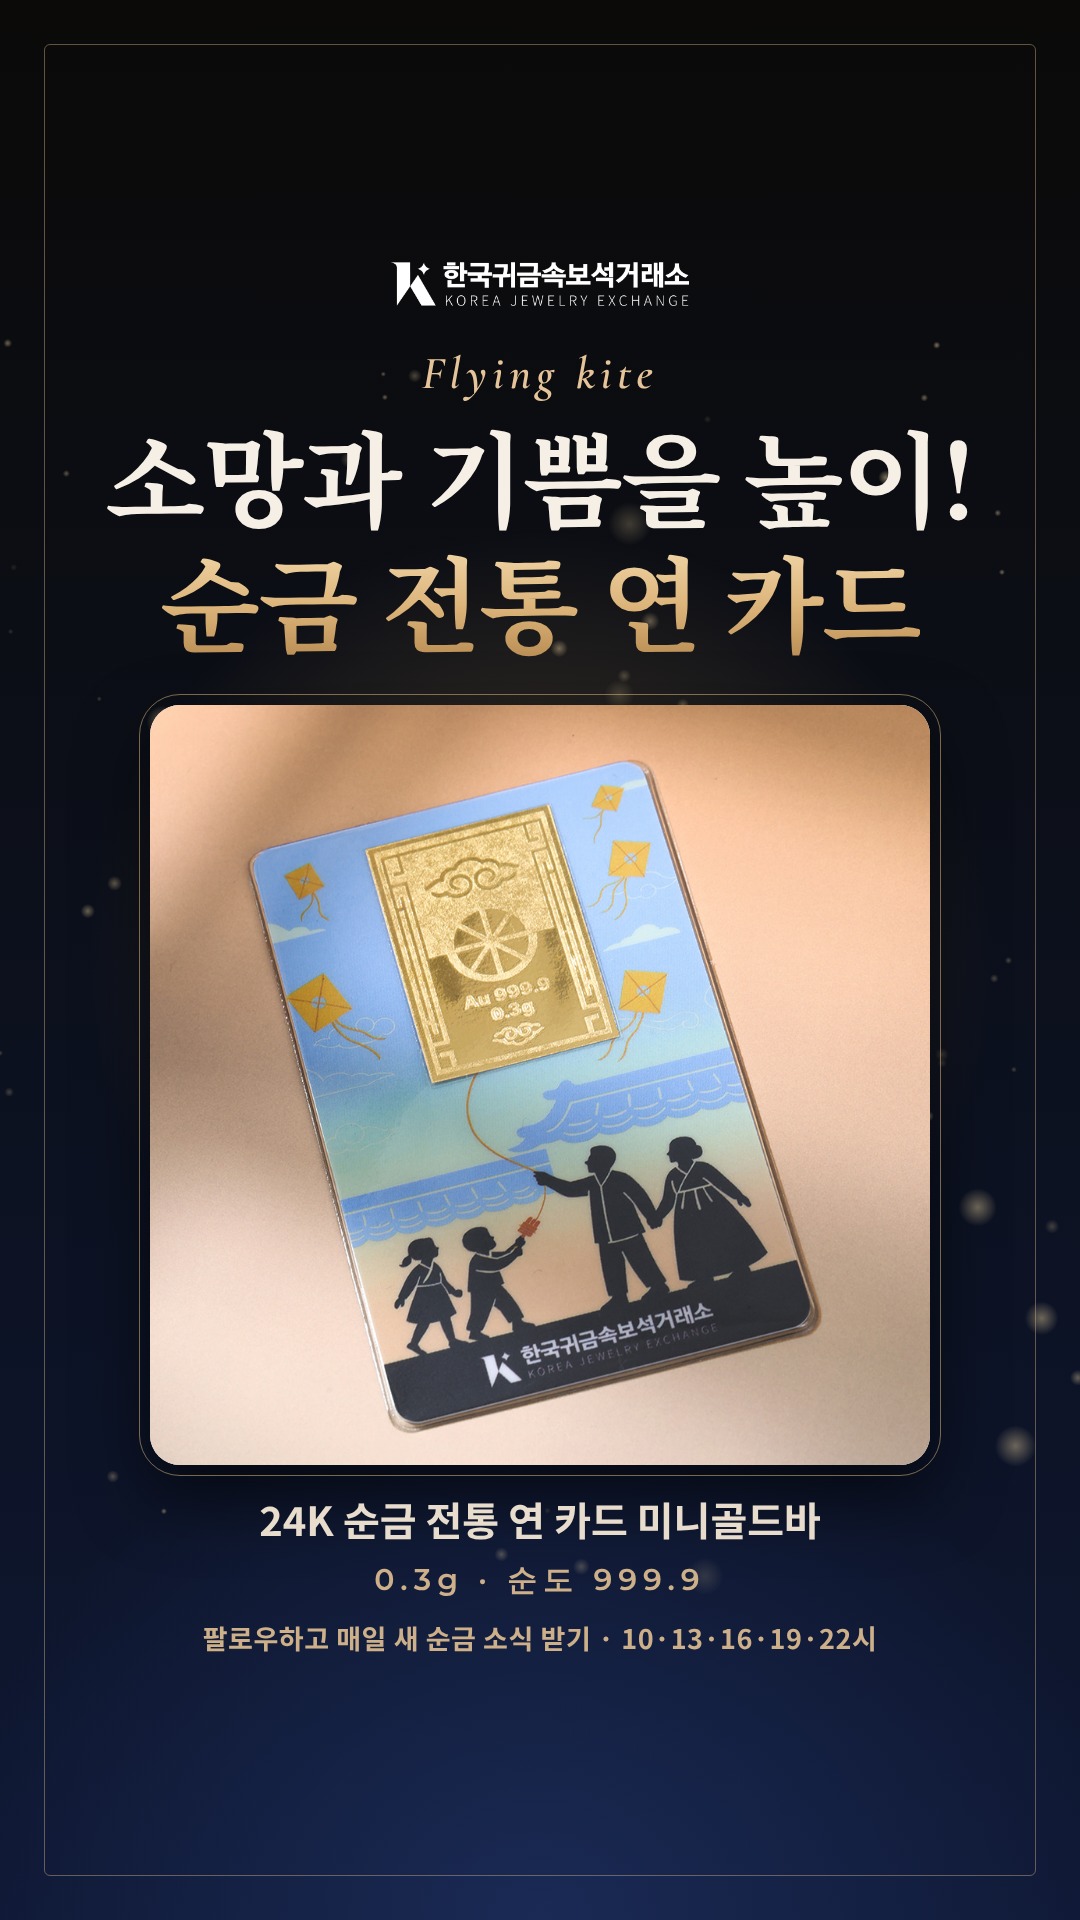 한국귀금속보석거래소
KOREA JEWELRY EXCHANGE
Flying kite
소망과 기쁨을 높이!
순금 전통 연 카드
Au 999.9
0.3g
한국귀금속보석거래소
KOREA JEWELRY EXCHANGE
24K 순금 전통 연 카드 미니골드바
0.3g · 순도 999.9
팔로우하고 매일 새 순금 소식 받기 · 10·13·16·19·22시